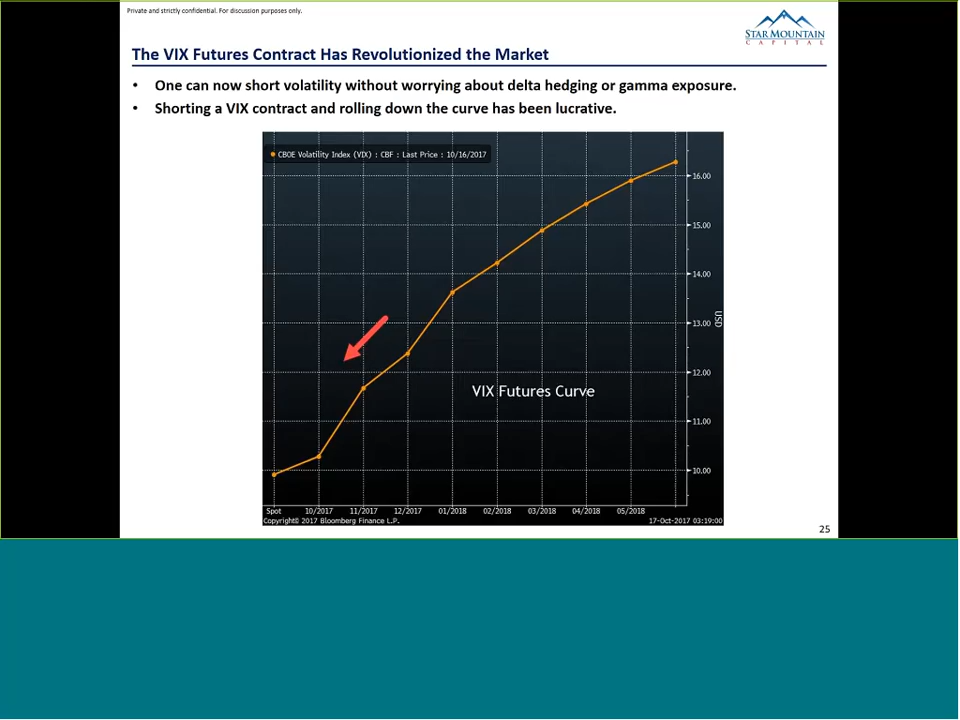 Private and strictly confidential. For discussion purposes only.
STAR MOUNTAIN
CAPITAL
The VIX Futures Contract Has Revolutionized the Market
• One can now short volatility without worrying about delta hedging or gamma exposure.
• Shorting a VIX contract and rolling down the curve has been lucrative.
CBOE Volatility Index (VIX) : CBF : Last Price : 10/16/2017
16.00
15.00
14.00
13.00
USD
12.00
VIX Futures Curve
11.00
10.00
Spot 10/2017 11/2017 12/2017 01/2018 02/2018 03/2018 04/2018 05/2018
Copyright© 2017 Bloomberg Finance L.P. 17-Oct-2017 03:19:00
25